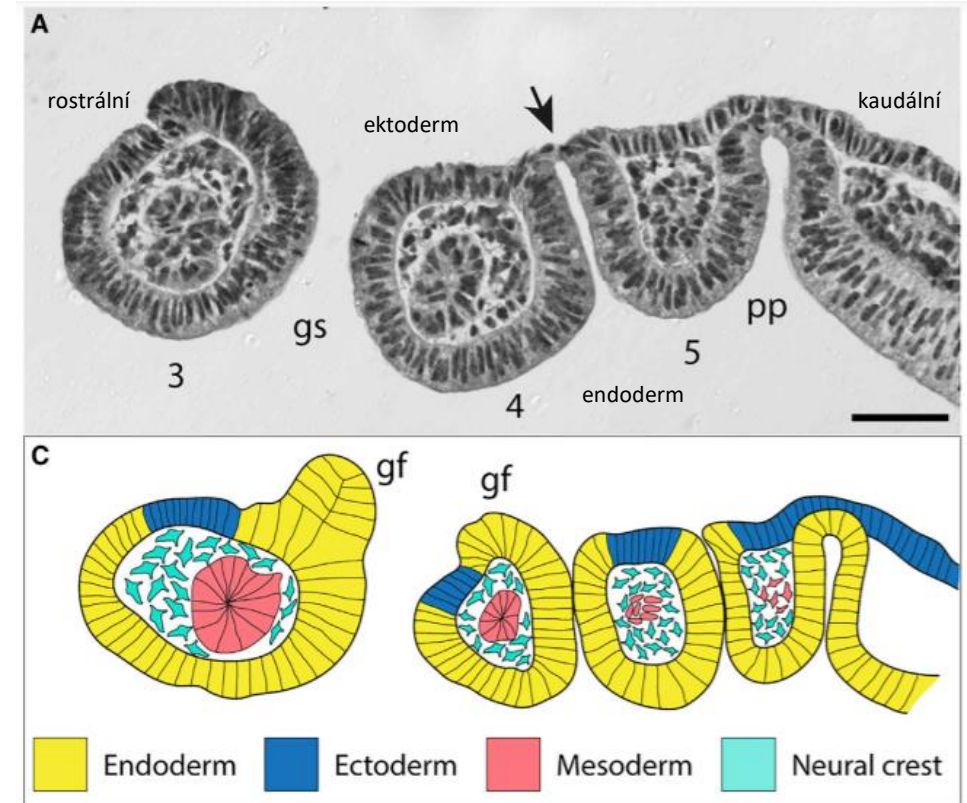 A
rostrální
kaudální
ektoderm
gs
pp
3
5
4
endoderm
C
gf
gf
Endoderm
Ectoderm
Mesoderm
Neural crest